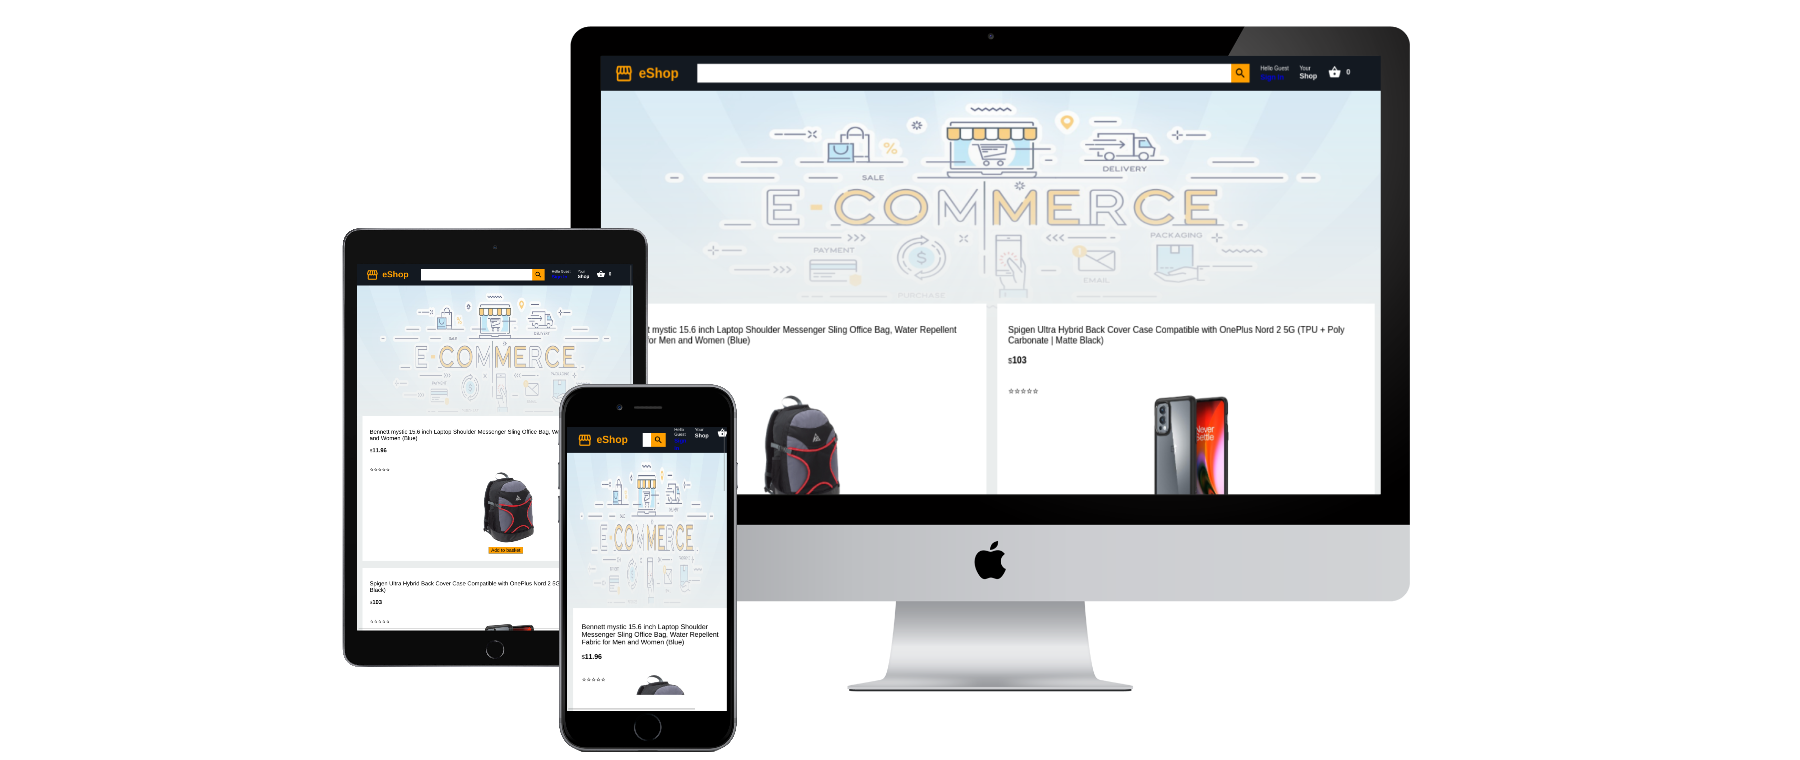 eShop
Hello Guest
Sign In
Your
Shop
0
SALE
%
DELIVERY
E-COMMERCE
PAYMENT
$
PACKAGING
EMAIL
PURCHASE
t mystic 15.6 inch Laptop Shoulder Messenger Sling Office Bag, Water Repellent
for Men and Women (Blue)
Spigen Ultra Hybrid Back Cover Case Compatible with OnePlus Nord 2 5G (TPU + Poly
Carbonate | Matte Black)
$103
Never
Settle
eShop
Hello Guest
Your
Shop
0
SALE
E-COMMERCE
$
Bennett mystic 15.6 inch Laptop Shoulder Messenger Sling Office Bag, Wa
and Women (Blue)
$11.96
Add to basket
Spigen Ultra Hybrid Back Cover Case Compatible with OnePlus Nord 2 5G
Black)
$103
eShop
Hello
Guest
Your
Shop
E-COMMERCE
Bennett mystic 15.6 inch Laptop Shoulder
Messenger Sling Office Bag, Water Repellent
Fabric for Men and Women (Blue)
$11.96